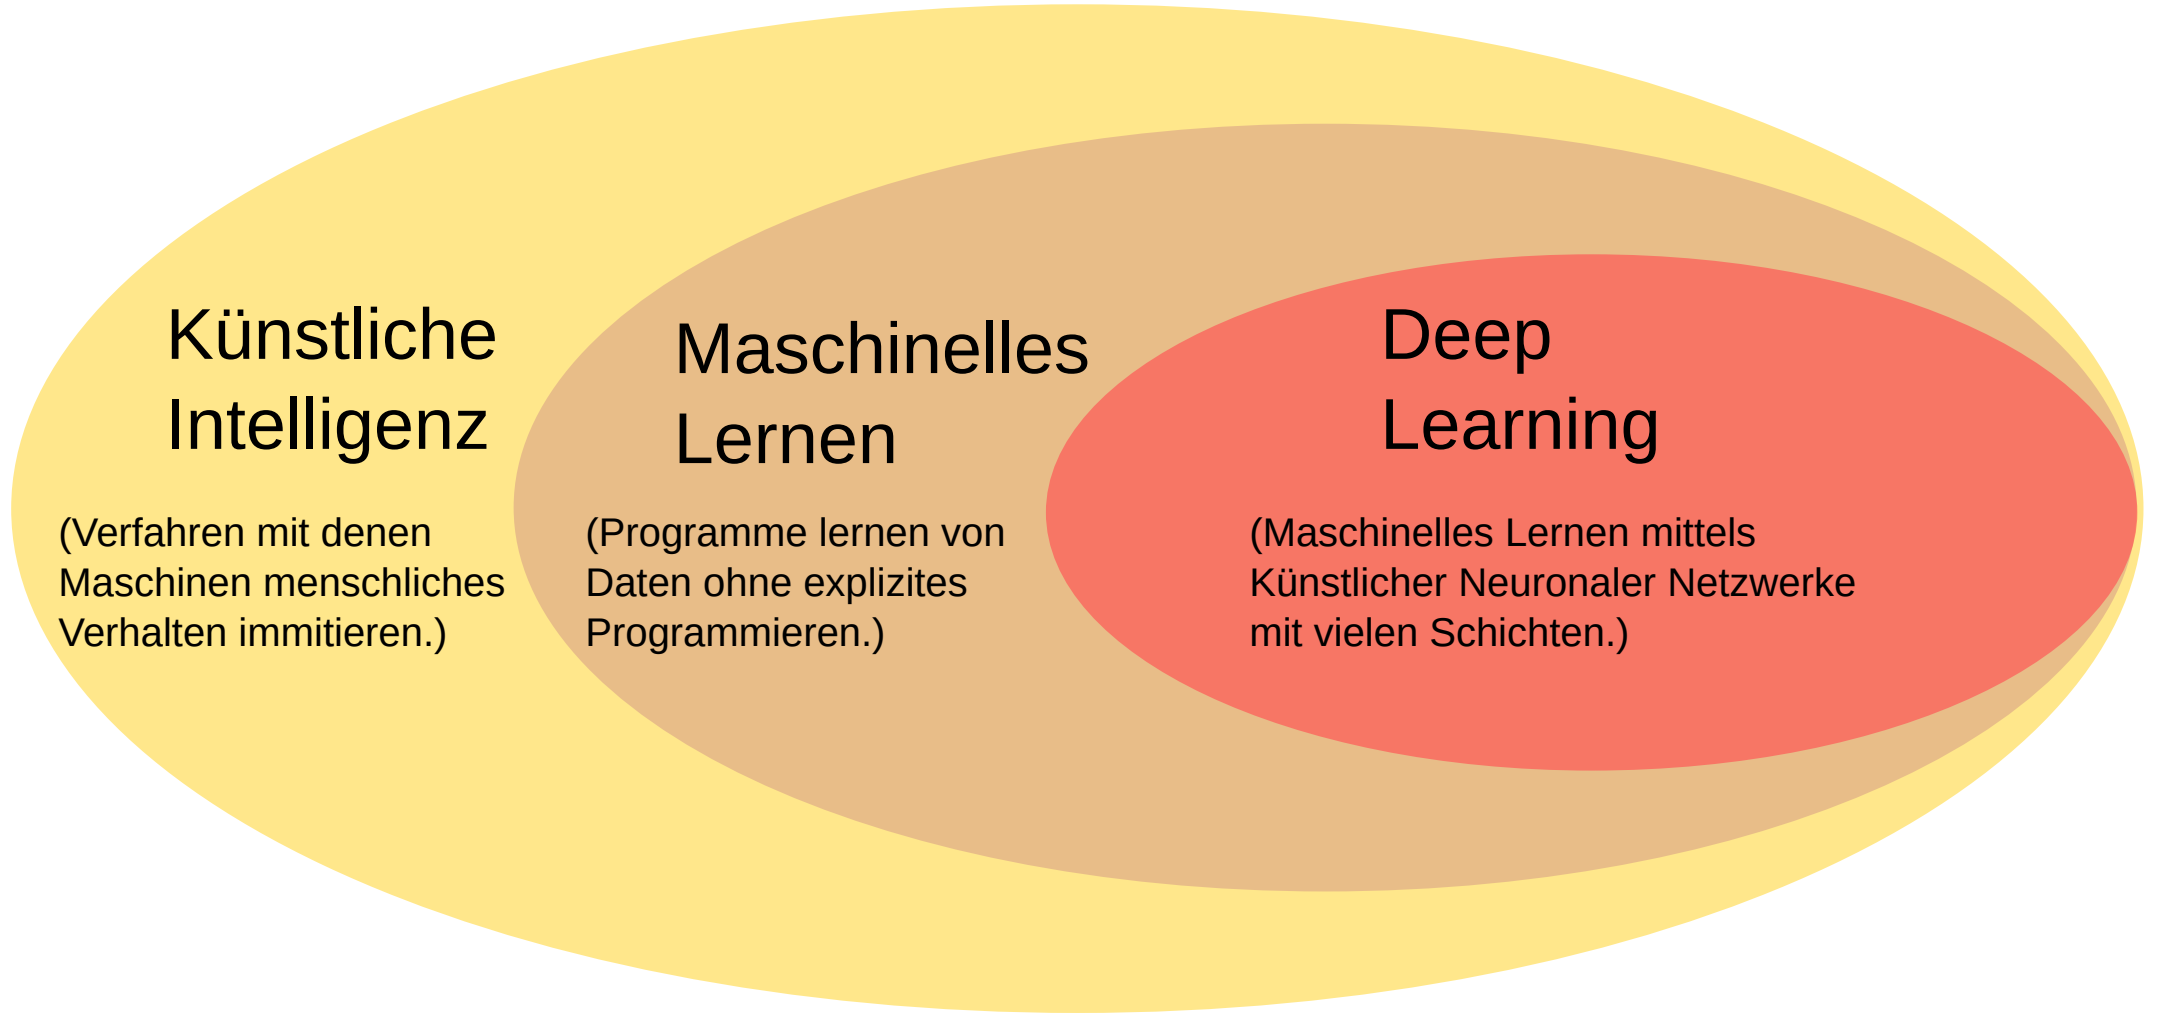 Künstliche
Intelligenz
(Verfahren mit denen
Maschinen menschliches
Verhalten immitieren.)
Maschinelles
Lernen
(Programme lernen von
Daten ohne explizites
Programmieren.)
Deep
Learning
(Maschinelles Lernen mittels
Künstlicher Neuronaler Netzwerke
mit vielen Schichten.)